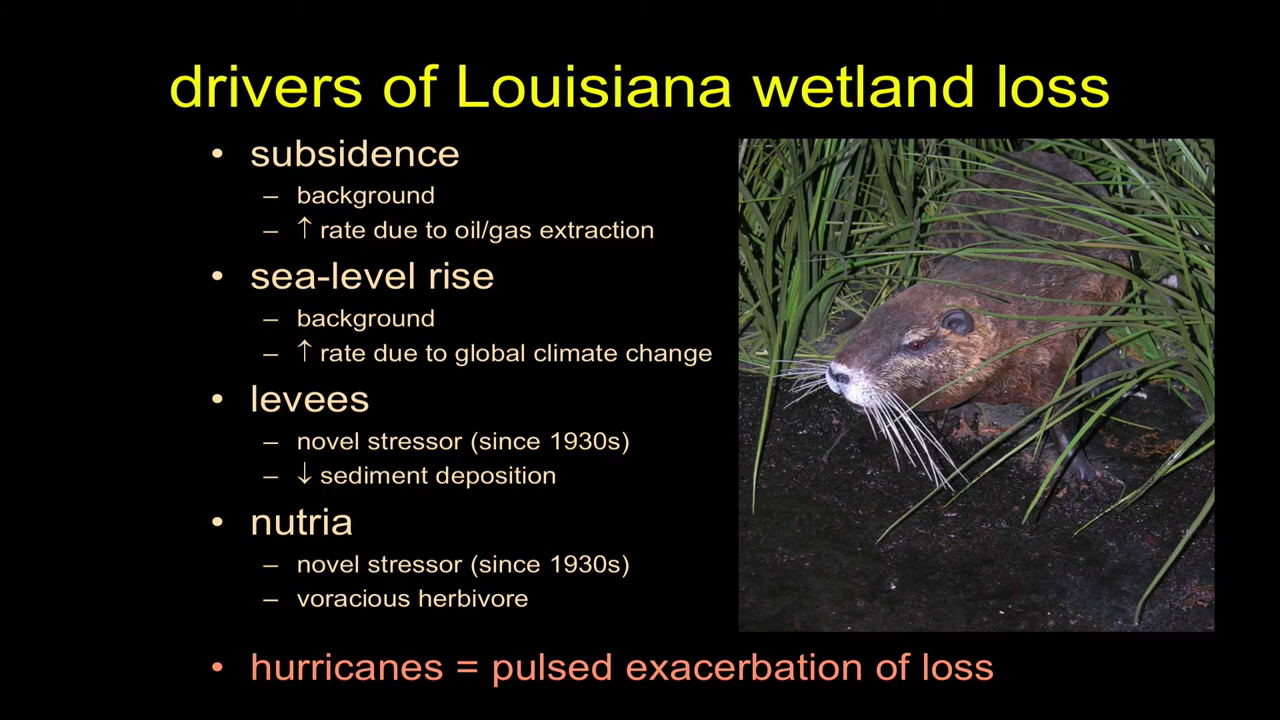 drivers of Louisiana wetland loss
• subsidence
– background
– ↑ rate due to oil/gas extraction
• sea-level rise
– background
– ↑ rate due to global climate change
• levees
– novel stressor (since 1930s)
– ↓ sediment deposition
• nutria
– novel stressor (since 1930s)
– voracious herbivore
• hurricanes = pulsed exacerbation of loss